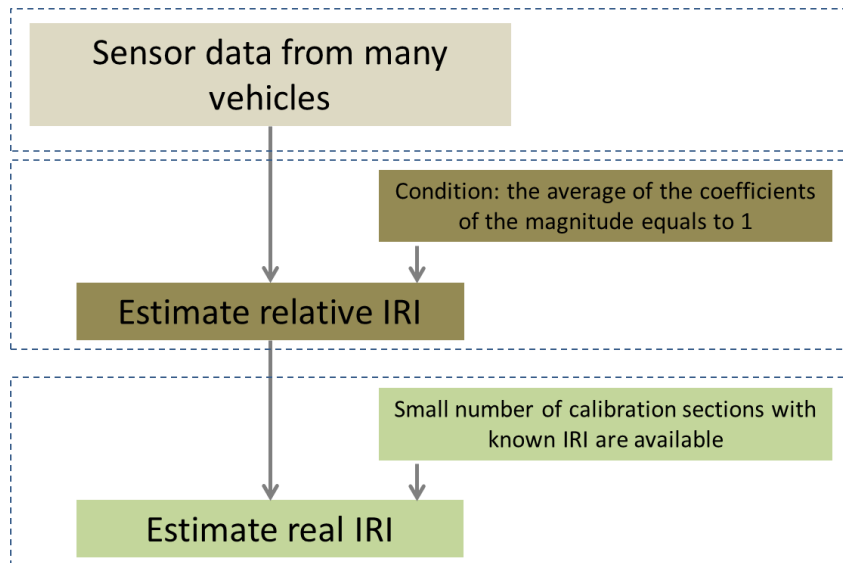 Sensor data from many
vehicles
Condition: the average of the coefficients
of the magnitude equals to 1
Estimate relative IRI
Small number of calibration sections with
known IRI are available
Estimate real IRI